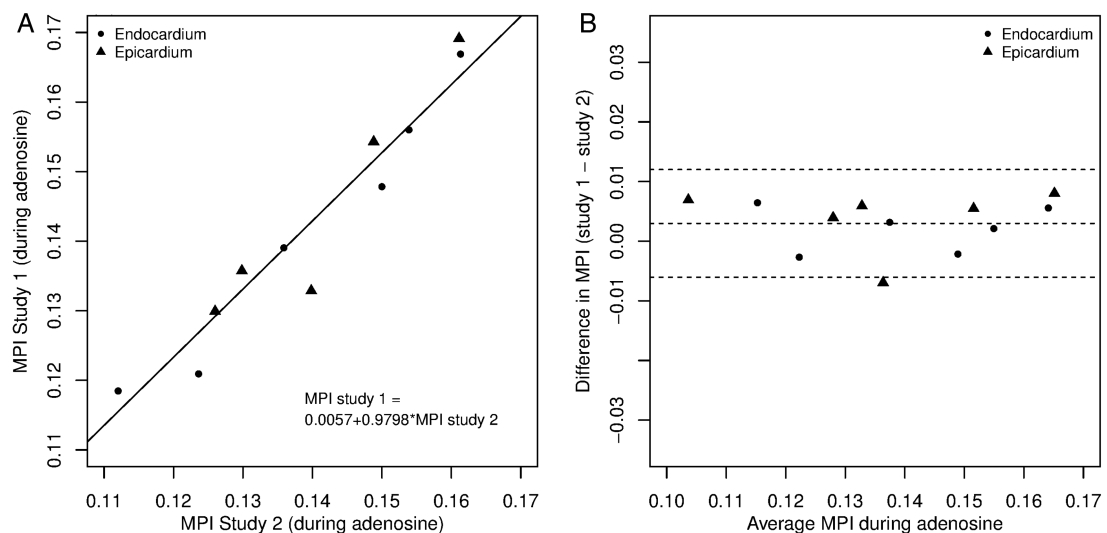 A
Endocardium
Epicardium
MPI Study 1 (during adenosine)
0.17
0.16
0.15
0.14
0.13
0.12
0.11
MPI study 1 =
0.0057+0.9798*MPI study 2
0.11 0.12 0.13 0.14 0.15 0.16 0.17
MPI Study 2 (during adenosine)
B
Endocardium
Epicardium
Difference in MPI (study 1 − study 2)
0.03
0.02
0.01
0.00
−0.01
−0.03
0.10 0.11 0.12 0.13 0.14 0.15 0.16 0.17
Average MPI during adenosine